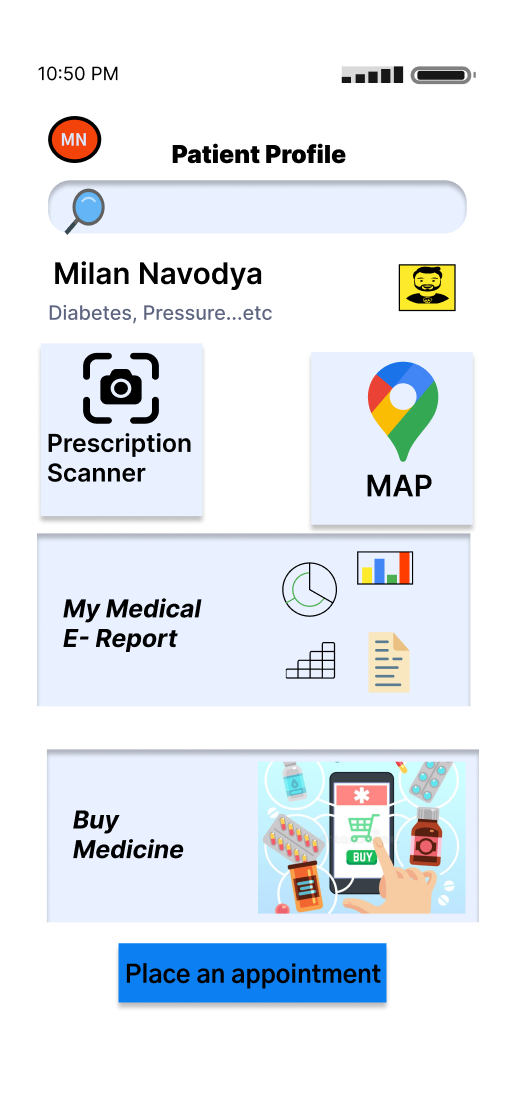 10:50 PM
MN
Patient Profile
Milan Navodya
Diabetes, Pressure...etc
Prescription
Scanner
MAP
My Medical
E- Report
Buy
Medicine
BUY
Place an appointment